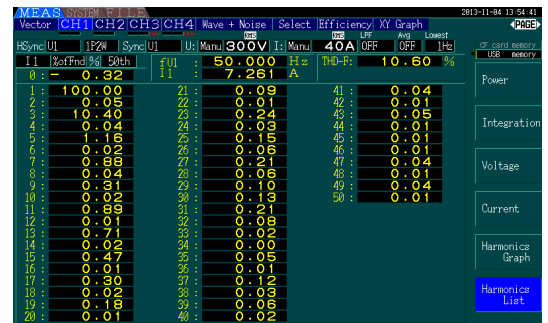 MEAS SYSTEM FILE 2013-11-04 13:54:41
Vector CH1 CH2 CH3 CH4 Wave + Noise Select Efficiency XY Graph PAGE
RMS RMS LPF Avg Lowest
HSync U1 1P2W Sync U1 U: Manu 300V I: Manu 40A OFF OFF 1Hz
CF card memory
USB memory
I1 %ofFnd % 50th fU1 : 50.000 Hz THD-F: 10.60 %
0 : - 0.32 I1 : 7.261 A
Power
1 : 100.00 21 : 0.09 41 : 0.04
2 : 0.05 22 : 0.01 42 : 0.01
3 : 10.40 23 : 0.24 43 : 0.05
4 : 0.04 24 : 0.03 44 : 0.01
Integration
5 : 1.16 25 : 0.15 45 : 0.01
6 : 0.02 26 : 0.06 46 : 0.01
7 : 0.88 27 : 0.21 47 : 0.04
Voltage
8 : 0.04 28 : 0.06 48 : 0.01
9 : 0.31 29 : 0.10 49 : 0.04
10 : 0.02 30 : 0.13 50 : 0.01
11 : 0.89 31 : 0.21
Current
12 : 0.01 32 : 0.08
13 : 0.71 33 : 0.02
14 : 0.02 34 : 0.00
Harmonics
15 : 0.47 35 : 0.05
Graph
16 : 0.01 36 : 0.01
17 : 0.30 37 : 0.12
18 : 0.02 38 : 0.03
Harmonics
19 : 0.18 39 : 0.06
List
20 : 0.01 40 : 0.02